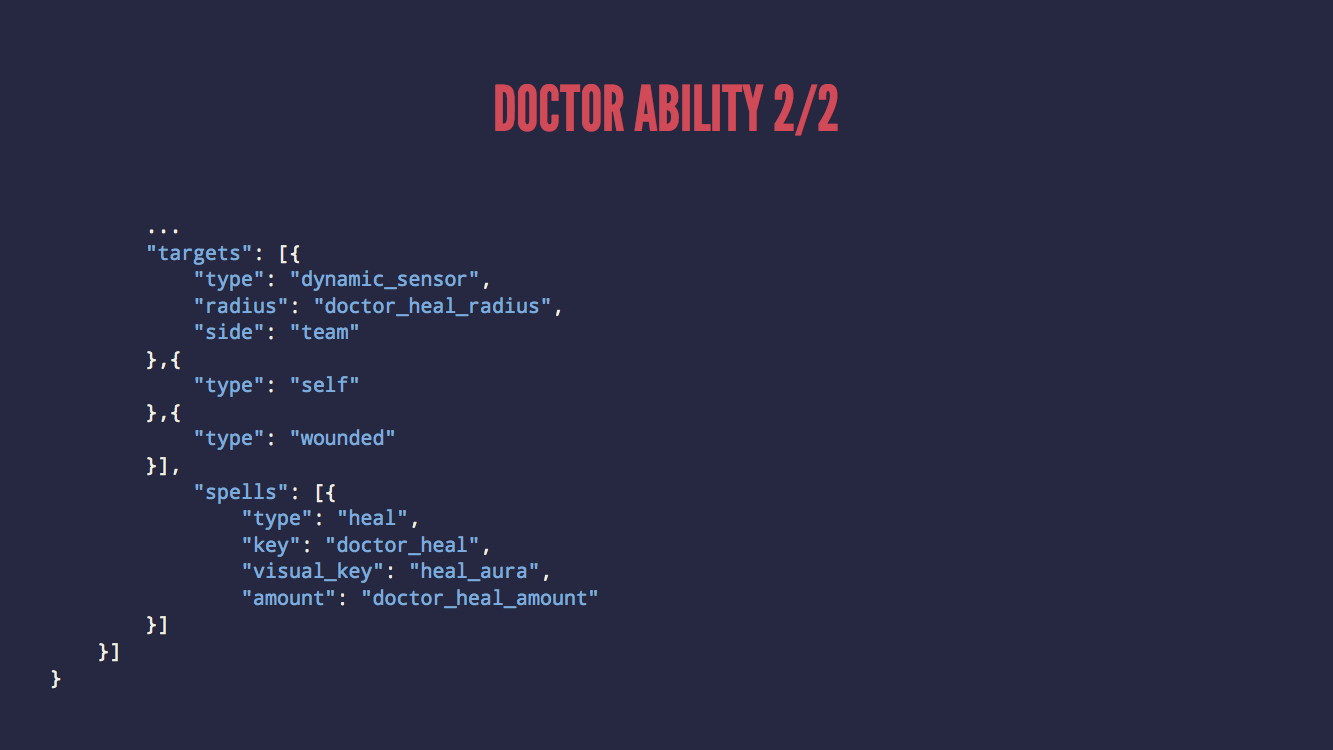 DOCTOR ABILITY 2/2
...
"targets": [{
"type": "dynamic_sensor",
"radius": "doctor_heal_radius",
"side": "team"
},{
"type": "self"
},{
"type": "wounded"
}],
"spells": [{
"type": "heal",
"key": "doctor_heal",
"visual_key": "heal_aura",
"amount": "doctor_heal_amount"
}]
}]
}